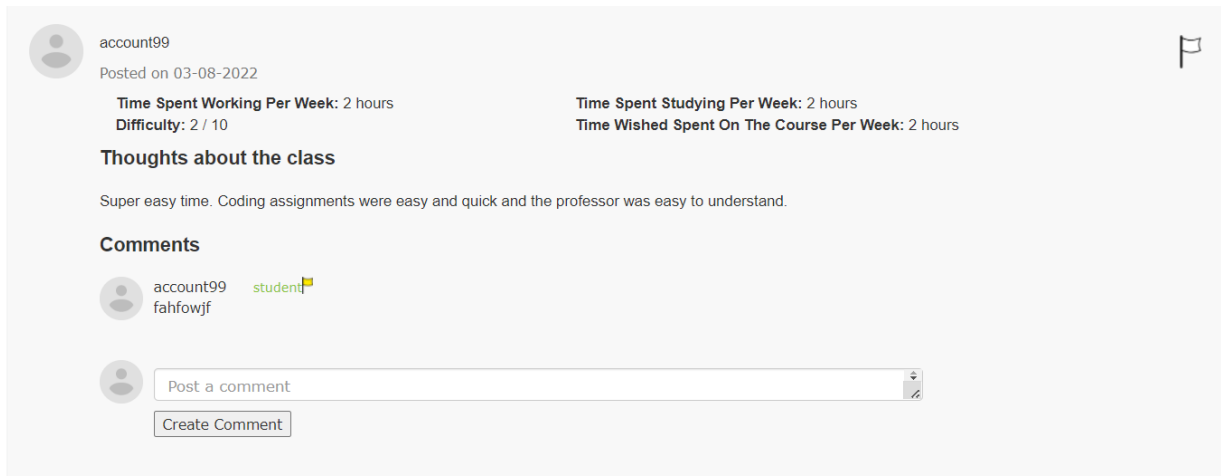 account99
Posted on 03-08-2022
Time Spent Working Per Week: 2 hours
Time Spent Studying Per Week: 2 hours
Difficulty: 2 / 10
Time Wished Spent On The Course Per Week: 2 hours
Thoughts about the class
Super easy time. Coding assignments were easy and quick and the professor was easy to understand.
Comments
account99 student
fahfowjf
Post a comment
Create Comment